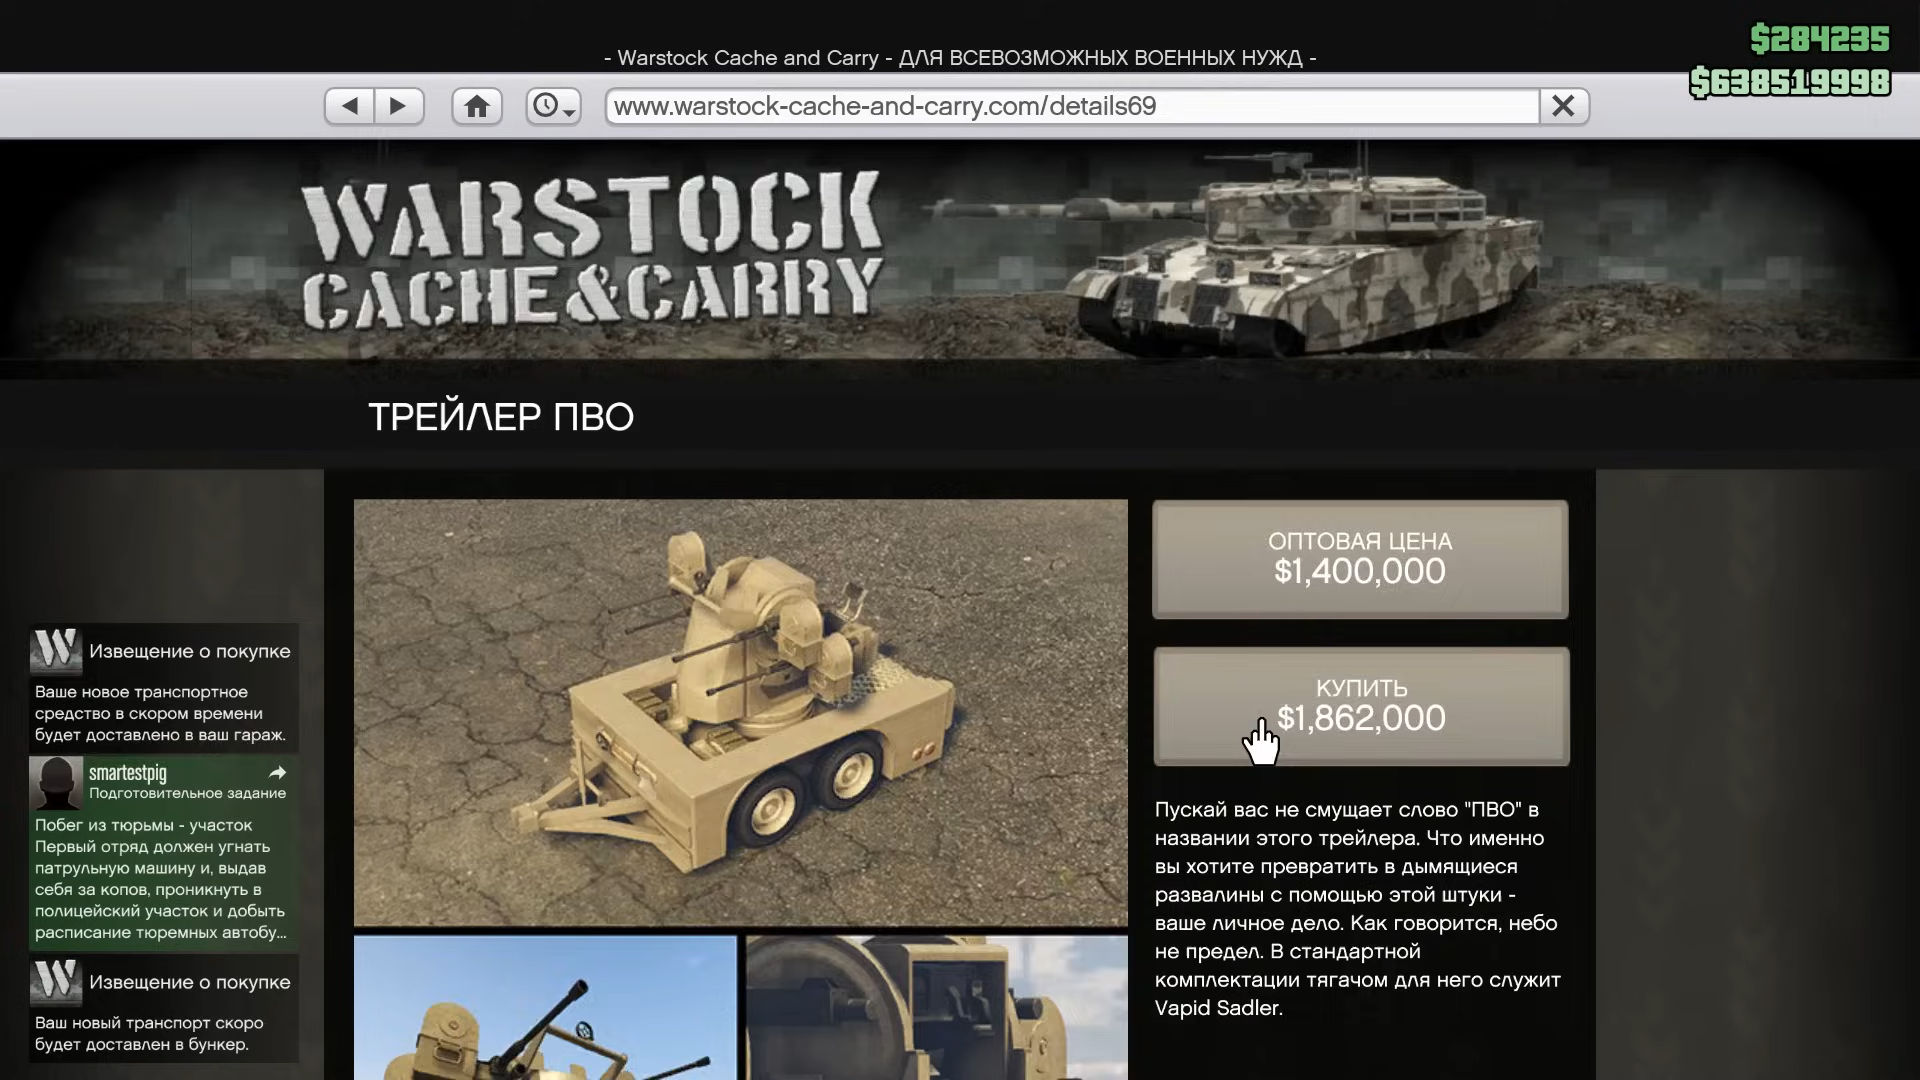 $284235
- Warstock Cache and Carry - ДЛЯ ВСЕВОЗМОЖНЫХ ВОЕННЫХ НУЖД -
$638519998
www.warstock-cache-and-carry.com/details69
WARSTOCK
CACHE&CARRY
ТРЕЙЛЕР ПВО
ОПТОВАЯ ЦЕНА
$1,400,000
КУПИТЬ
$1,862,000
Пускай вас не смущает слово "ПВО" в
названии этого трейлера. Что именно
вы хотите превратить в дымящиеся
развалины с помощью этой штуки -
ваше личное дело. Как говорится, небо
не предел. В стандартной
комплектации тягачом для него служит
Vapid Sadler.
W
Извещение о покупке
Ваше новое транспортное
средство в скором времени
будет доставлено в ваш гараж.
smartestpig
Подготовительное задание
Побег из тюрьмы - участок
Первый отряд должен угнать
патрульную машину и, выдав
себя за копов, проникнуть в
полицейский участок и добыть
расписание тюремных автобу...
W
Извещение о покупке
Ваш новый транспорт скоро
будет доставлен в бункер.